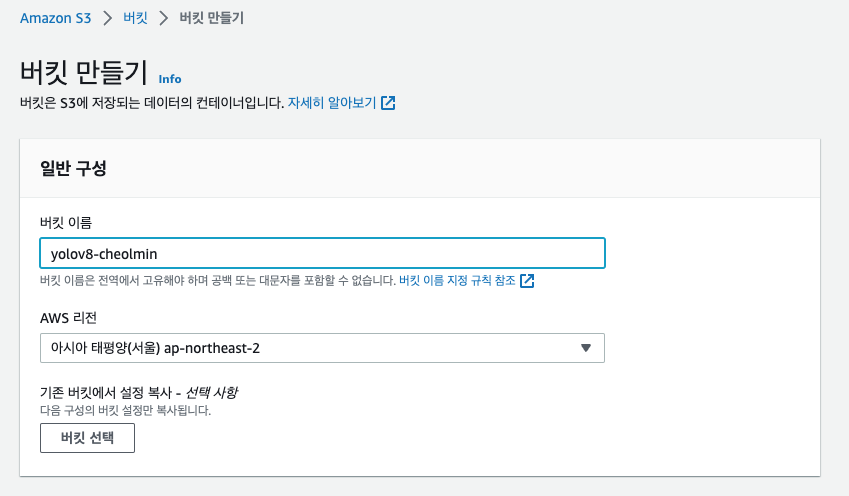 Amazon S3 > 버킷 > 버킷 만들기
버킷 만들기 Info
버킷은 S3에 저장되는 데이터의 컨테이너입니다. 자세히 알아보기
일반 구성
버킷 이름
yolov8-cheolmin
버킷 이름은 전역에서 고유해야 하며 공백 또는 대문자를 포함할 수 없습니다. 버킷 이름 지정 규칙 참조
AWS 리전
아시아 태평양(서울) ap-northeast-2
기존 버킷에서 설정 복사 - 선택 사항
다음 구성의 버킷 설정만 복사됩니다.
버킷 선택